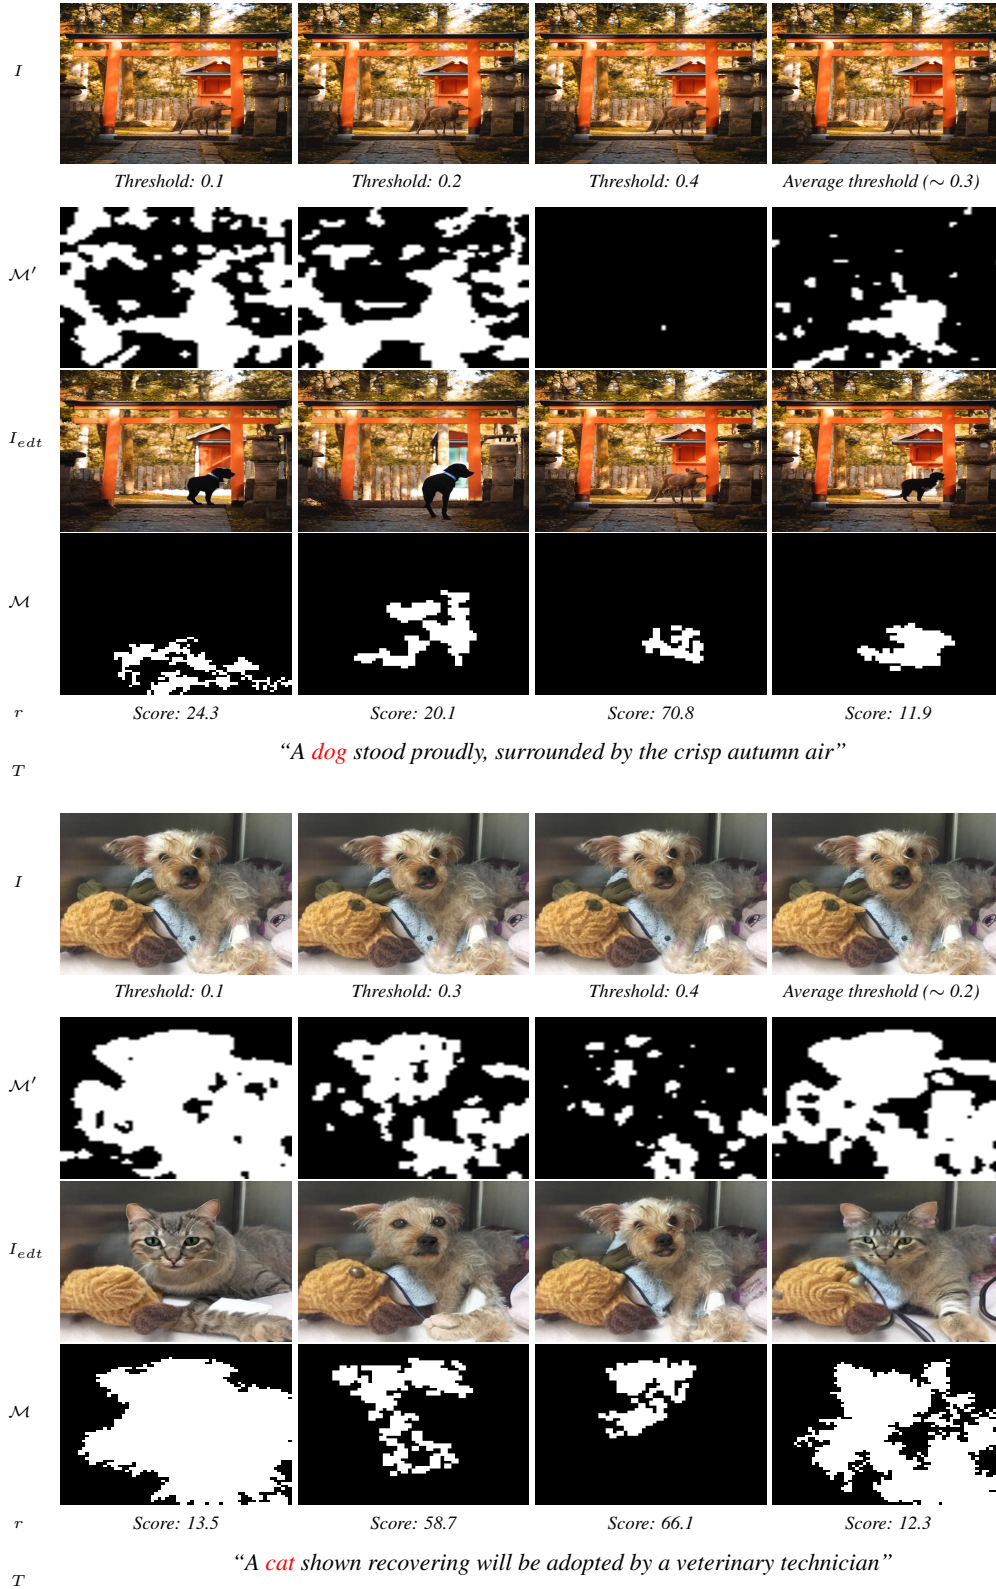 I
Threshold: 0.1 Threshold: 0.2 Threshold: 0.4 Average threshold (∼ 0.3)
M′
I_edt
M
r Score: 24.3 Score: 20.1 Score: 70.8 Score: 11.9
“A dog stood proudly, surrounded by the crisp autumn air”
T
I
Threshold: 0.1 Threshold: 0.3 Threshold: 0.4 Average threshold (∼ 0.2)
M′
I_edt
M
r Score: 13.5 Score: 58.7 Score: 66.1 Score: 12.3
“A cat shown recovering will be adopted by a veterinary technician”
T